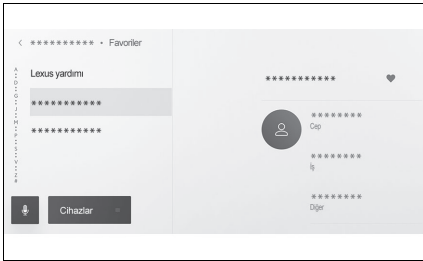 < ********** • Favoriler
A
D
G
J
M
P
S
V
Z
#
Lexus yardımı
***********
***********
Cihazlar
***********
********
Cep
********
İş
********
Diğer